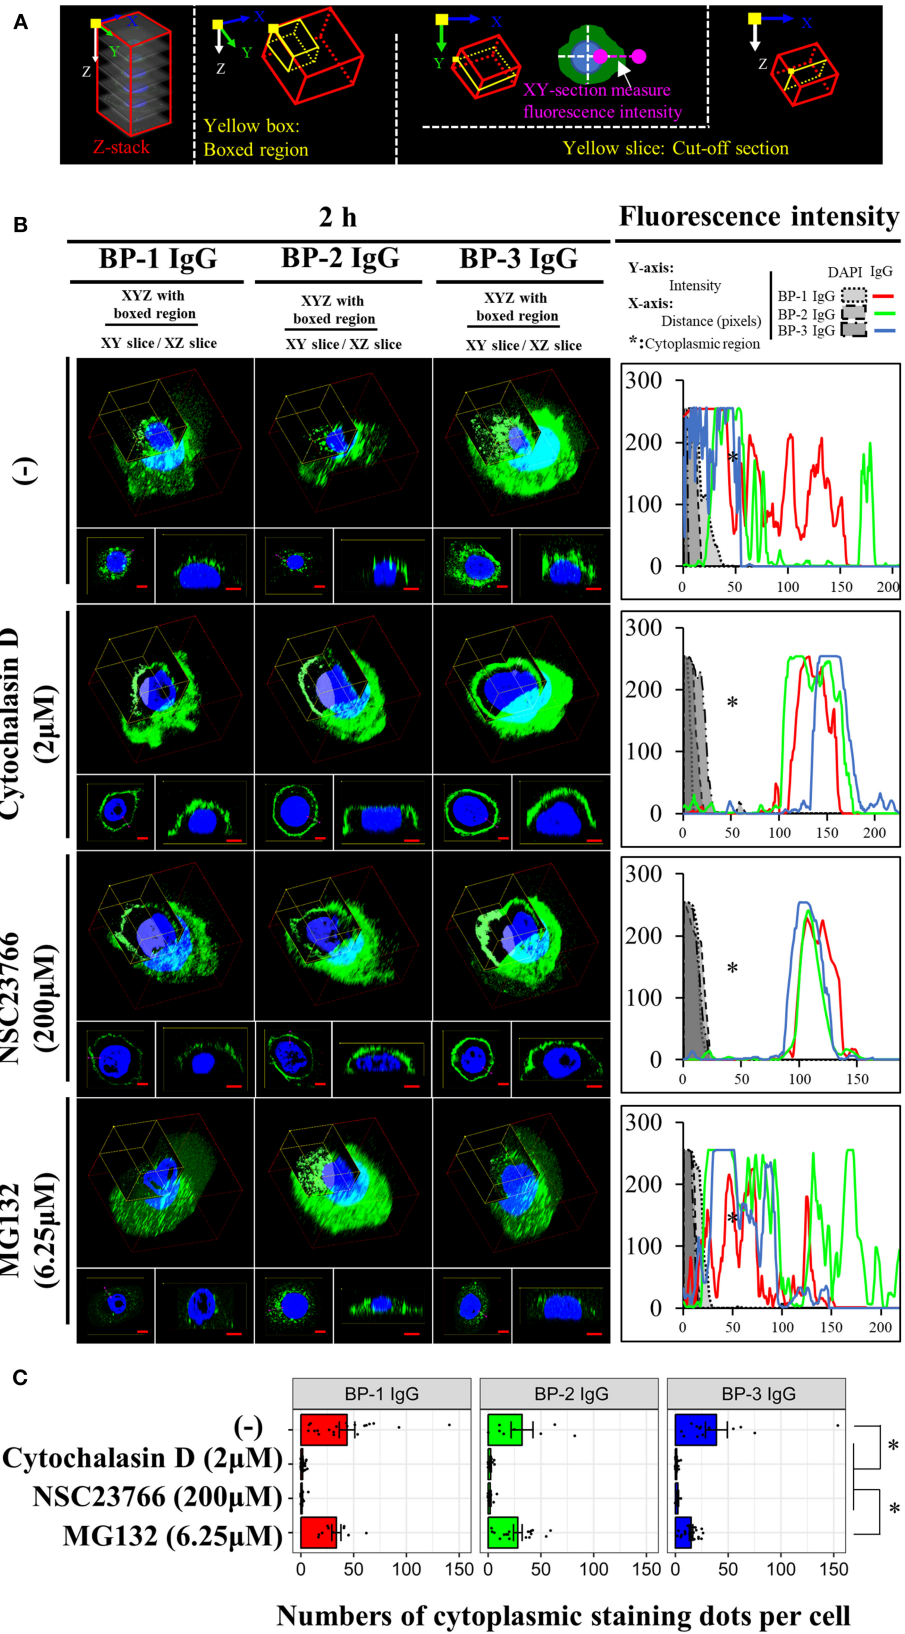 A
X
Y
Z
Z-stack
X
Y
Z
Yellow box:
Boxed region
X
Y
XY-section measure
fluorescence intensity
X
Z
Yellow slice: Cut-off section
B
2 h
Fluorescence intensity
BP-1 IgG
BP-2 IgG
BP-3 IgG
XYZ with
boxed region
XY slice / XZ slice
XYZ with
boxed region
XY slice / XZ slice
XYZ with
boxed region
XY slice / XZ slice
Y-axis:
Intensity
X-axis:
Distance (pixels)
*:Cytoplasmic region
DAPI IgG
BP-1 IgG
BP-2 IgG
BP-3 IgG
(-)
300
200
100
0
*
0 50 100 150 200
Cytochalasin D
(2μM)
300
200
100
0
*
0 50 100 150 200
NSC23766
(200μM)
300
200
100
0
*
0 50 100 150
MG132
(6.25μM)
300
200
100
0
*
0 50 100 150 200
C
BP-1 IgG
BP-2 IgG
BP-3 IgG
(-)
Cytochalasin D (2μM)
NSC23766 (200μM)
MG132 (6.25μM)
*
*
0 50 100 150
0 50 100 150
0 50 100 150
Numbers of cytoplasmic staining dots per cell